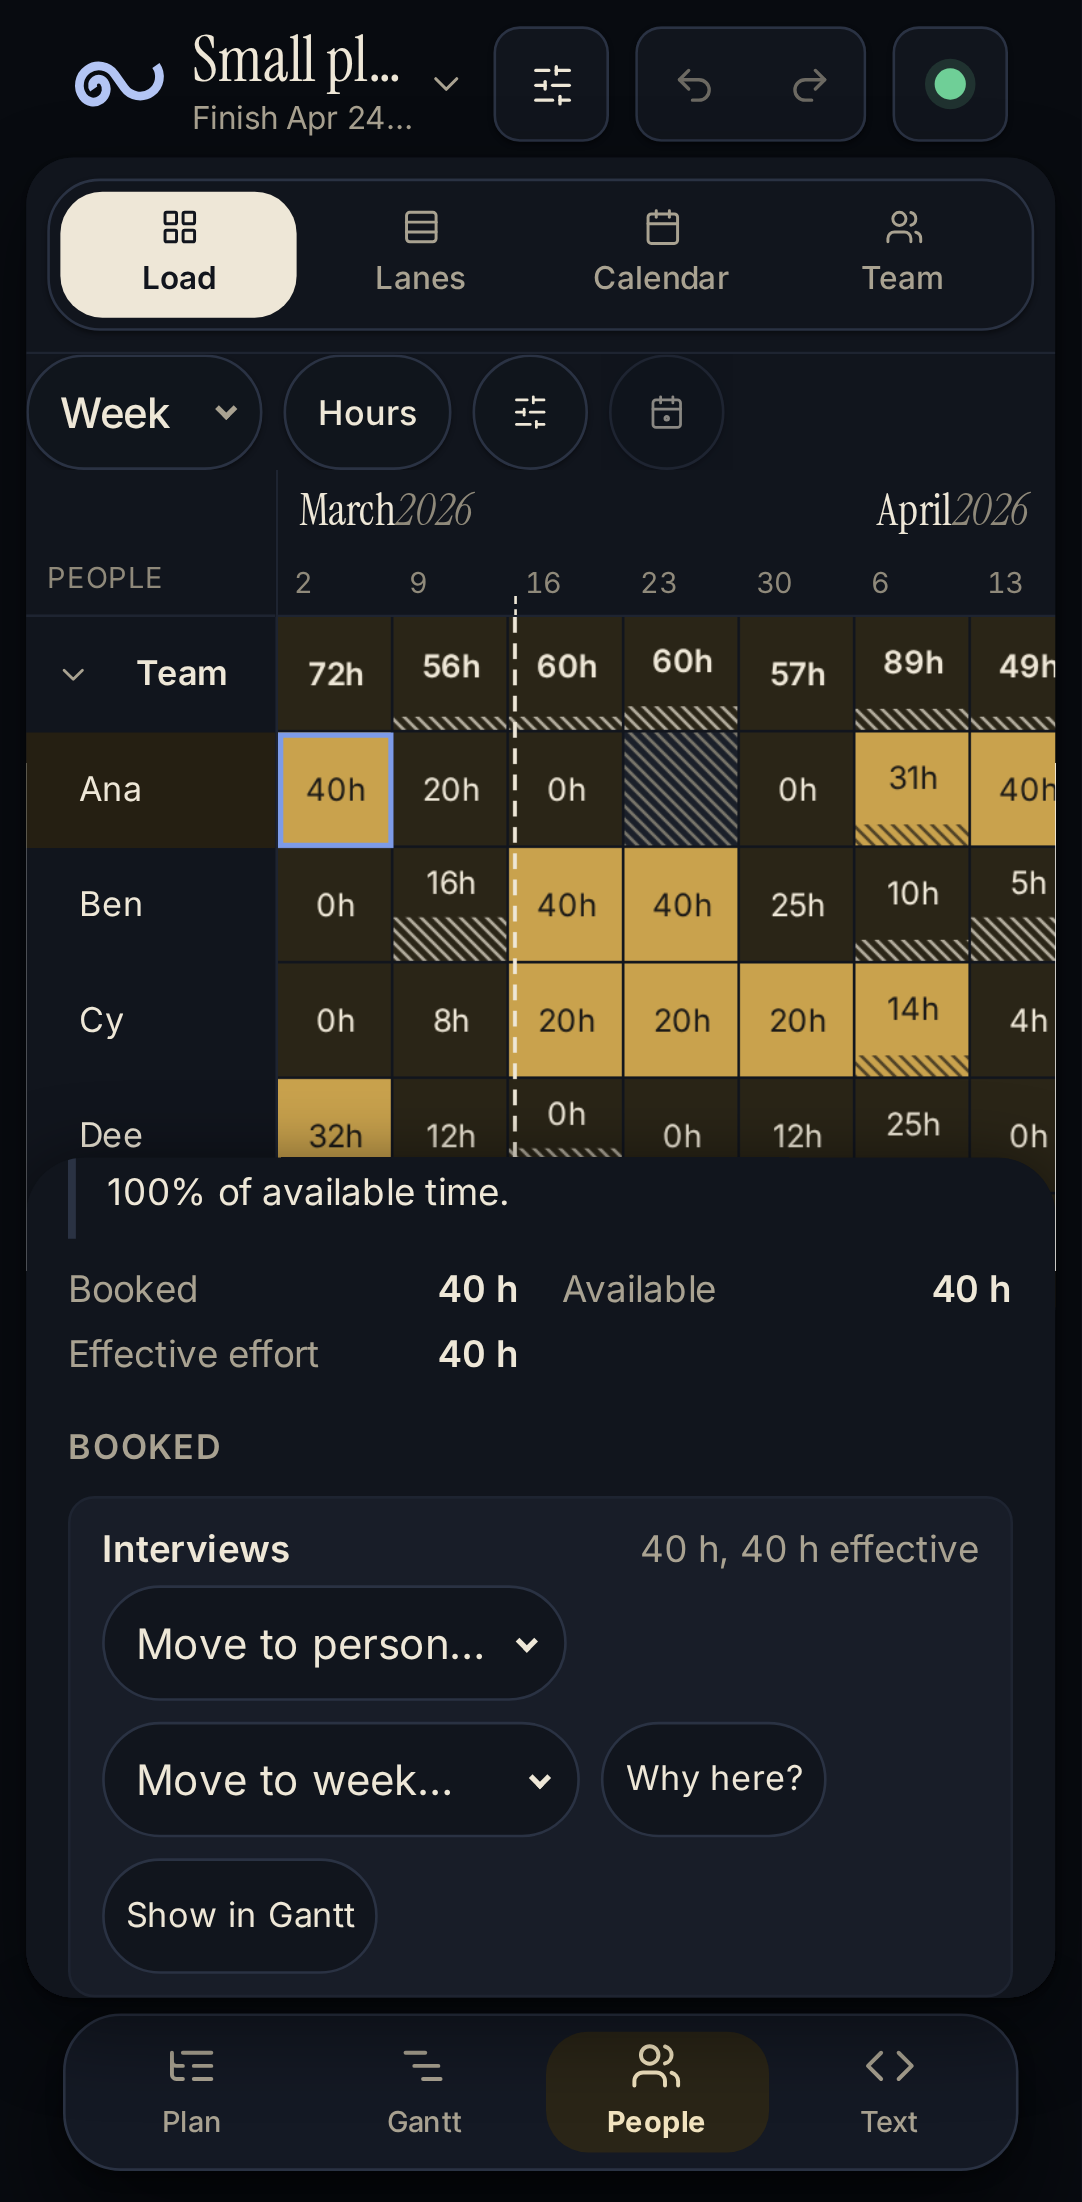 Small pl...
Finish Apr 24...
Load
Lanes
Calendar
Team
Week
Hours
March 2026
April 2026
PEOPLE
2 9 16 23 30 6 13
Team 72h 56h 60h 60h 57h 89h 49h
Ana 40h 20h 0h 0h 31h 40h
Ben 0h 16h 40h 40h 25h 10h 5h
Cy 0h 8h 20h 20h 20h 14h 4h
Dee 32h 12h 0h 0h 12h 25h 0h
100% of available time.
Booked 40 h Available 40 h
Effective effort 40 h
BOOKED
Interviews 40 h, 40 h effective
Move to person...
Move to week...
Why here?
Show in Gantt
Plan
Gantt
People
Text